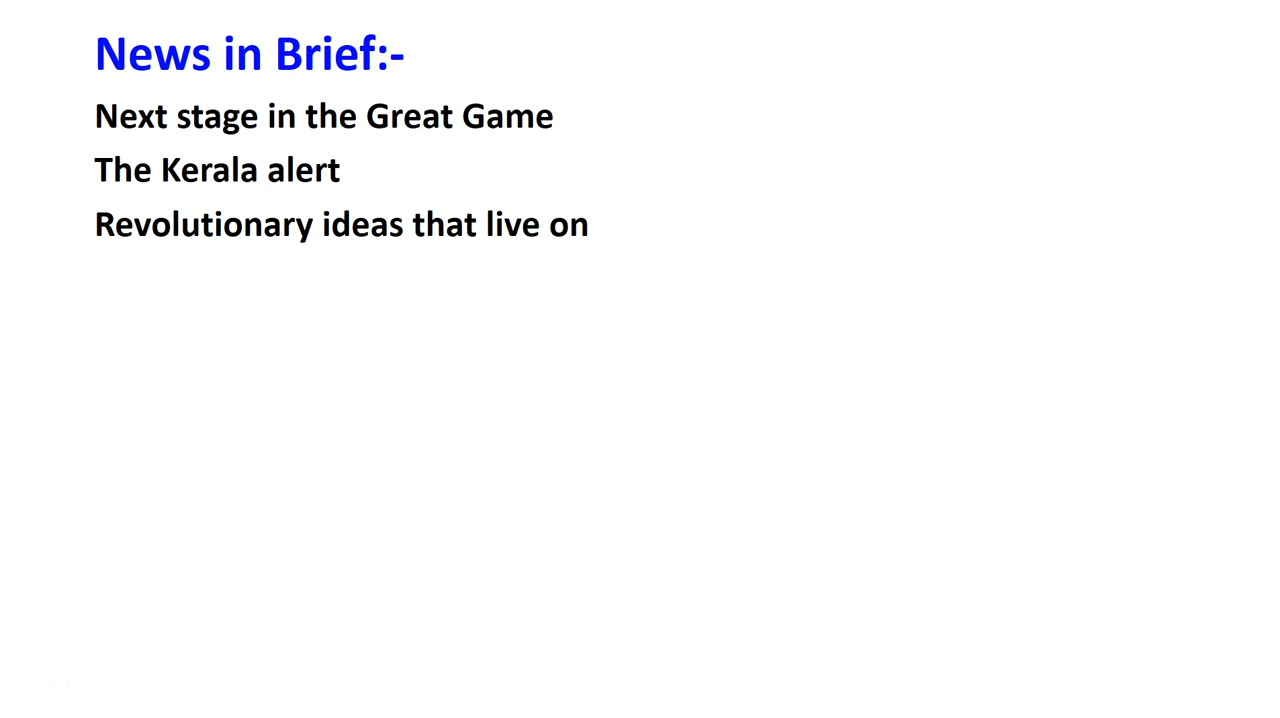 News in Brief:-
Next stage in the Great Game
The Kerala alert
Revolutionary ideas that live on